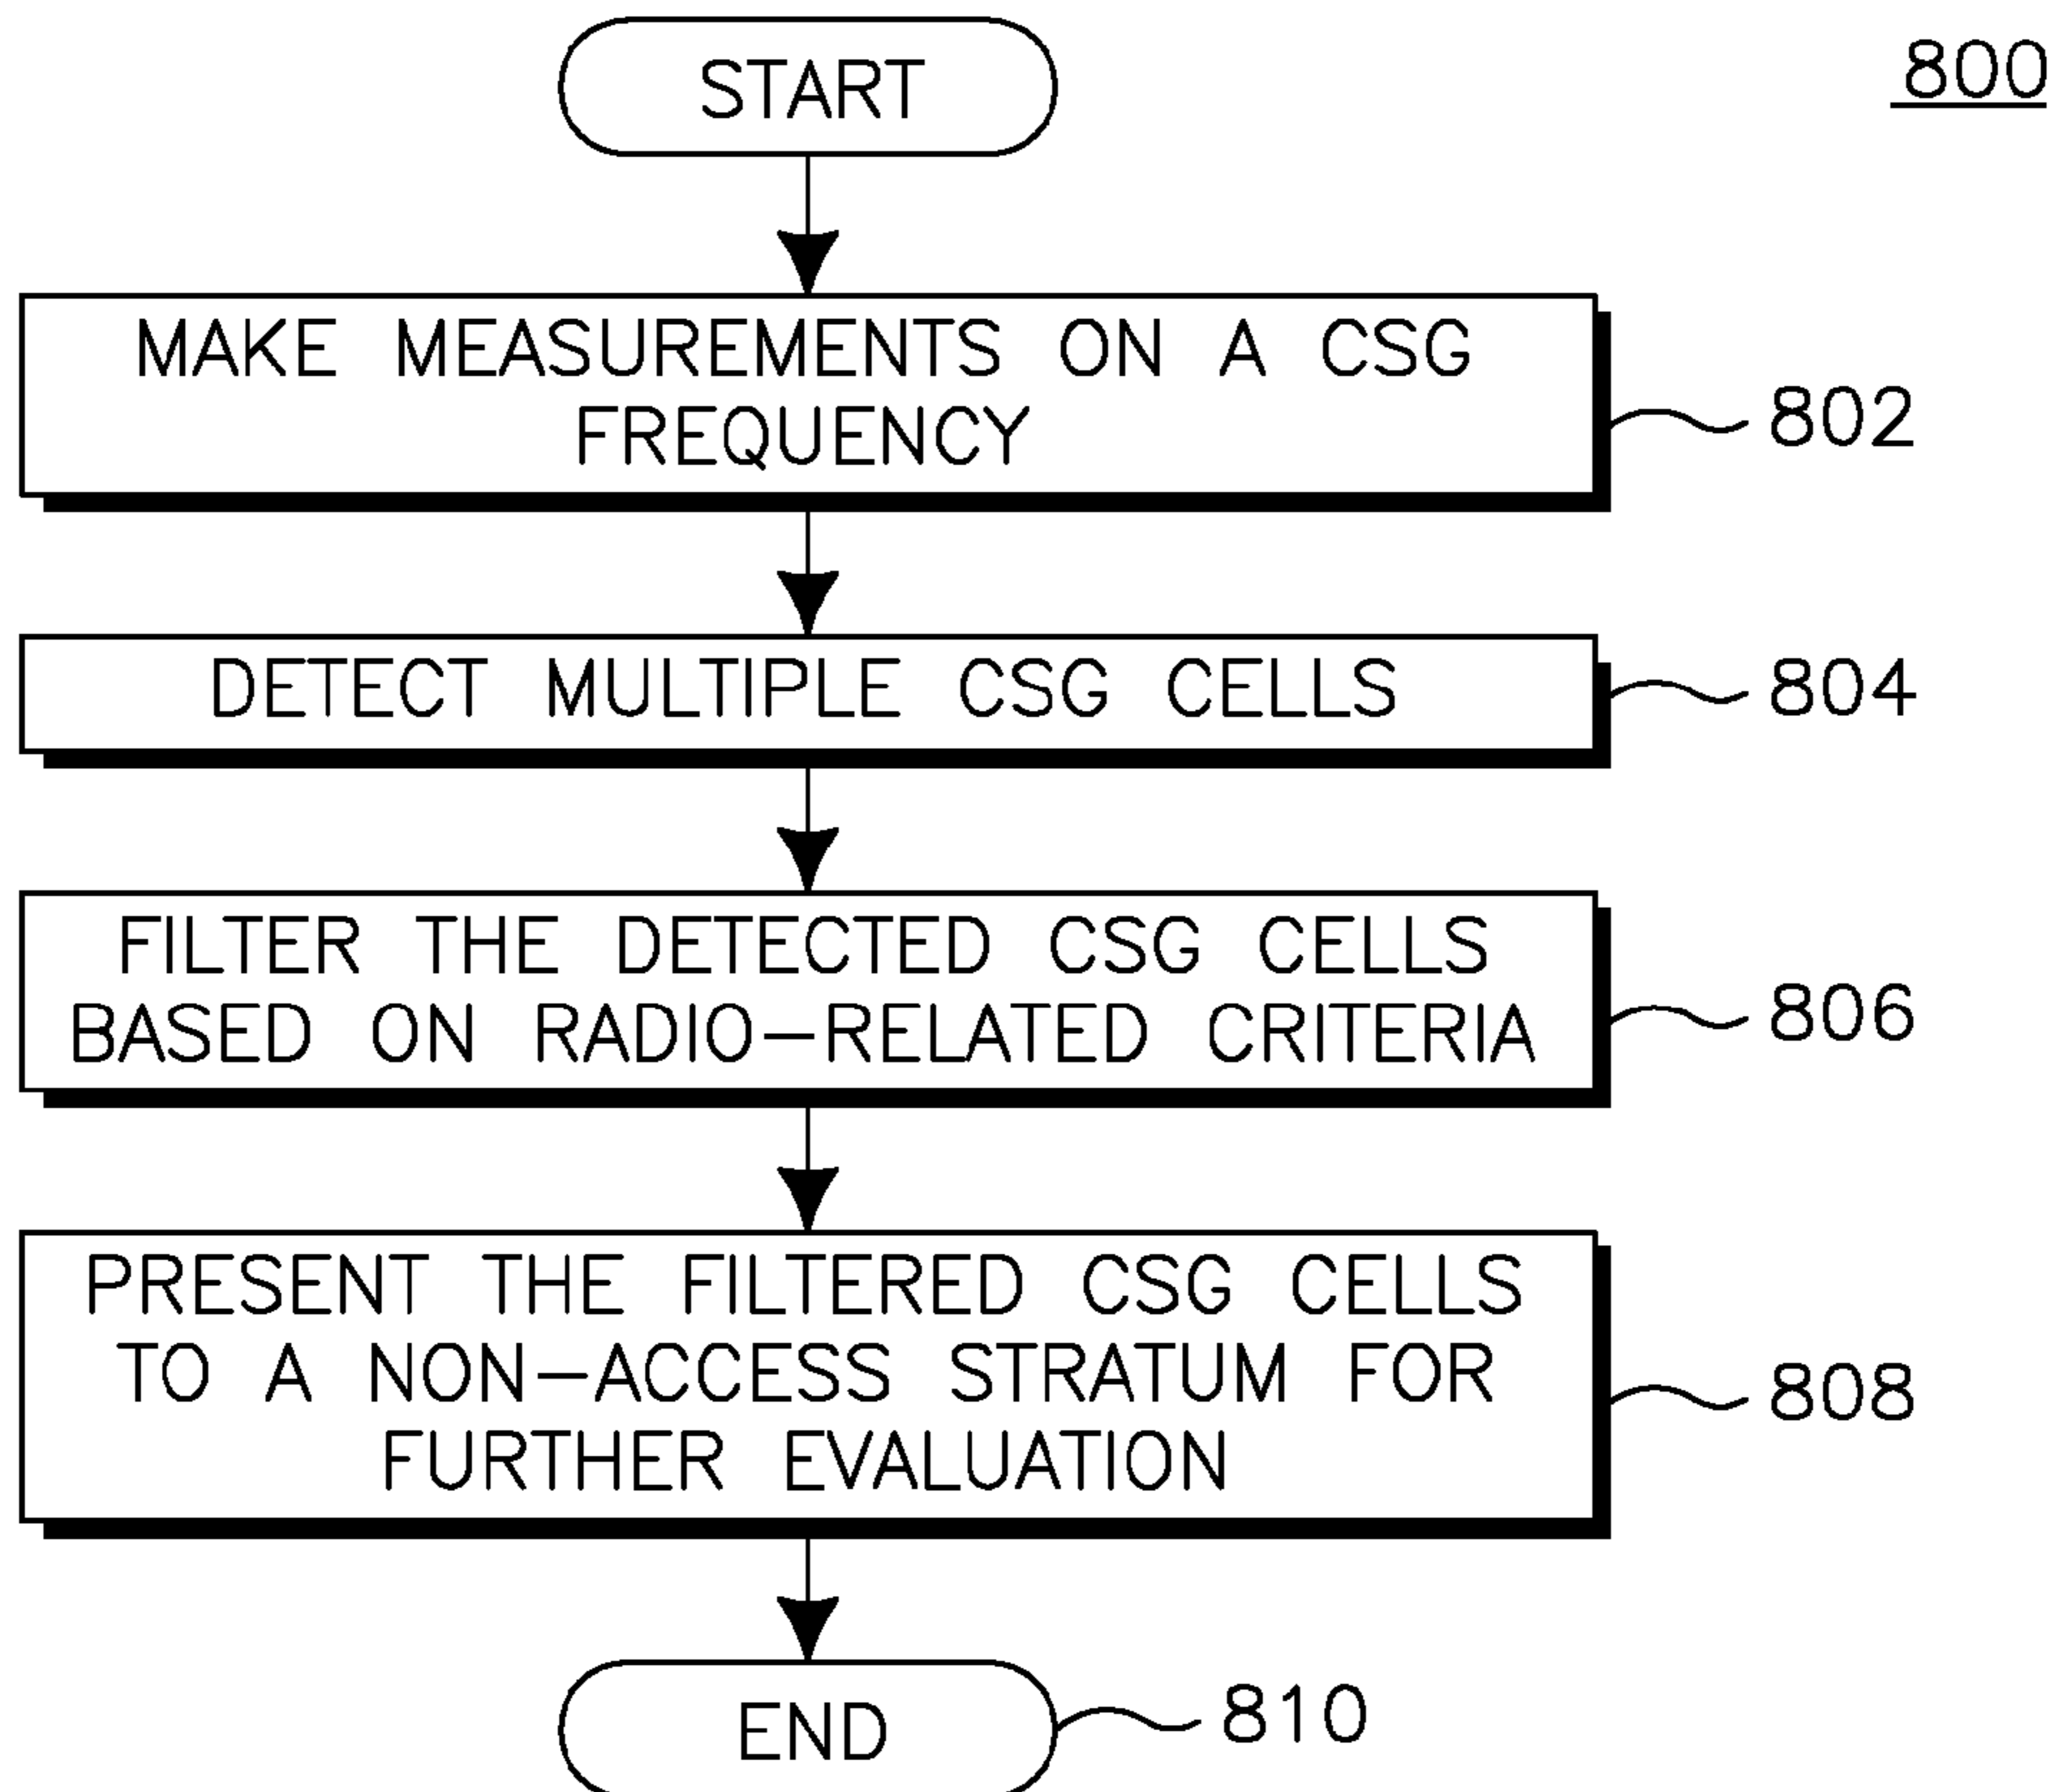 START
800
MAKE MEASUREMENTS ON A CSG
FREQUENCY
802
DETECT MULTIPLE CSG CELLS
804
FILTER THE DETECTED CSG CELLS
BASED ON RADIO-RELATED CRITERIA
806
PRESENT THE FILTERED CSG CELLS
TO A NON-ACCESS STRATUM FOR
FURTHER EVALUATION
808
END
810